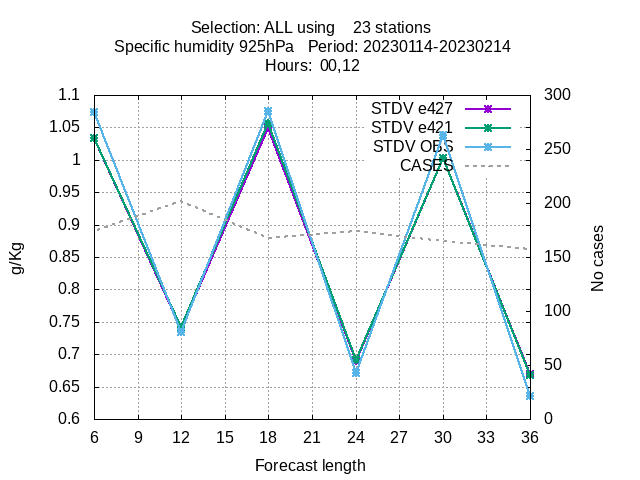 Selection: ALL using    23 stations
Specific humidity 925hPa   Period: 20230114-20230214
Hours:  00,12
STDV e427
STDV e421
STDV OBS
CASES
1.1
1.05
1
0.95
0.9
0.85
0.8
0.75
0.7
0.65
0.6
g/Kg
300
250
200
150
100
50
0
No cases
6 9 12 15 18 21 24 27 30 33 36
Forecast length